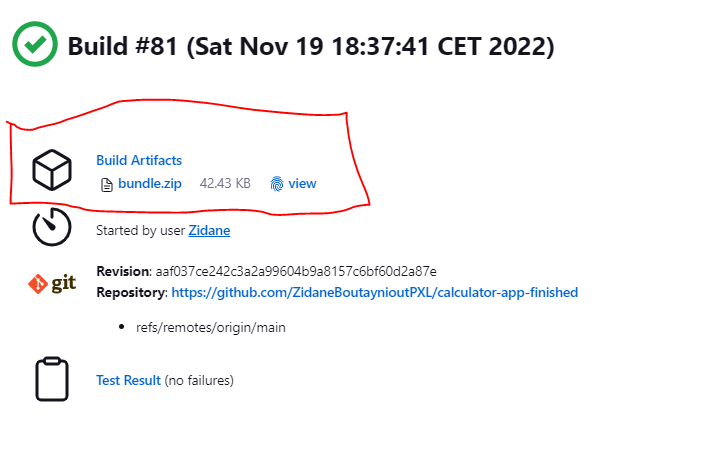 Build #81 (Sat Nov 19 18:37:41 CET 2022)
Build Artifacts
bundle.zip 42.43 KB view
Started by user Zidane
git
Revision: aaf037ce242c3a2a99604b9a8157c6bf60d2a87e
Repository: https://github.com/ZidaneBoutaynioutPXL/calculator-app-finished
• refs/remotes/origin/main
Test Result (no failures)